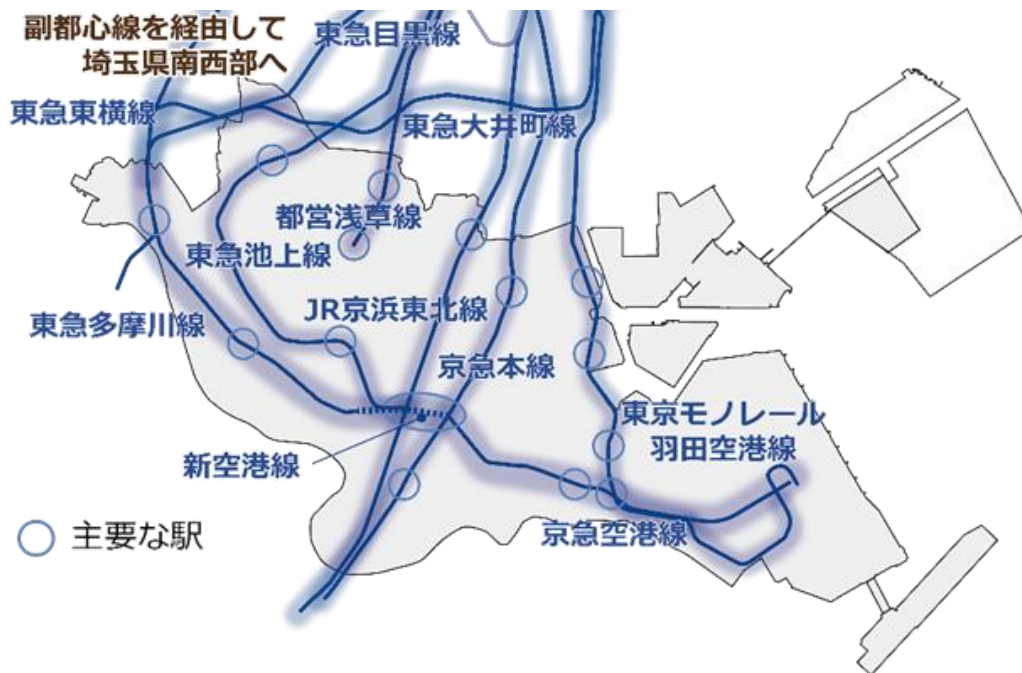 副都心線を経由して
埼玉県南西部へ
東急目黒線
東急東横線
東急大井町線
都営浅草線
東急池上線
JR京浜東北線
東急多摩川線
京急本線
東京モノレール
羽田空港線
新空港線
京急空港線
主要な駅